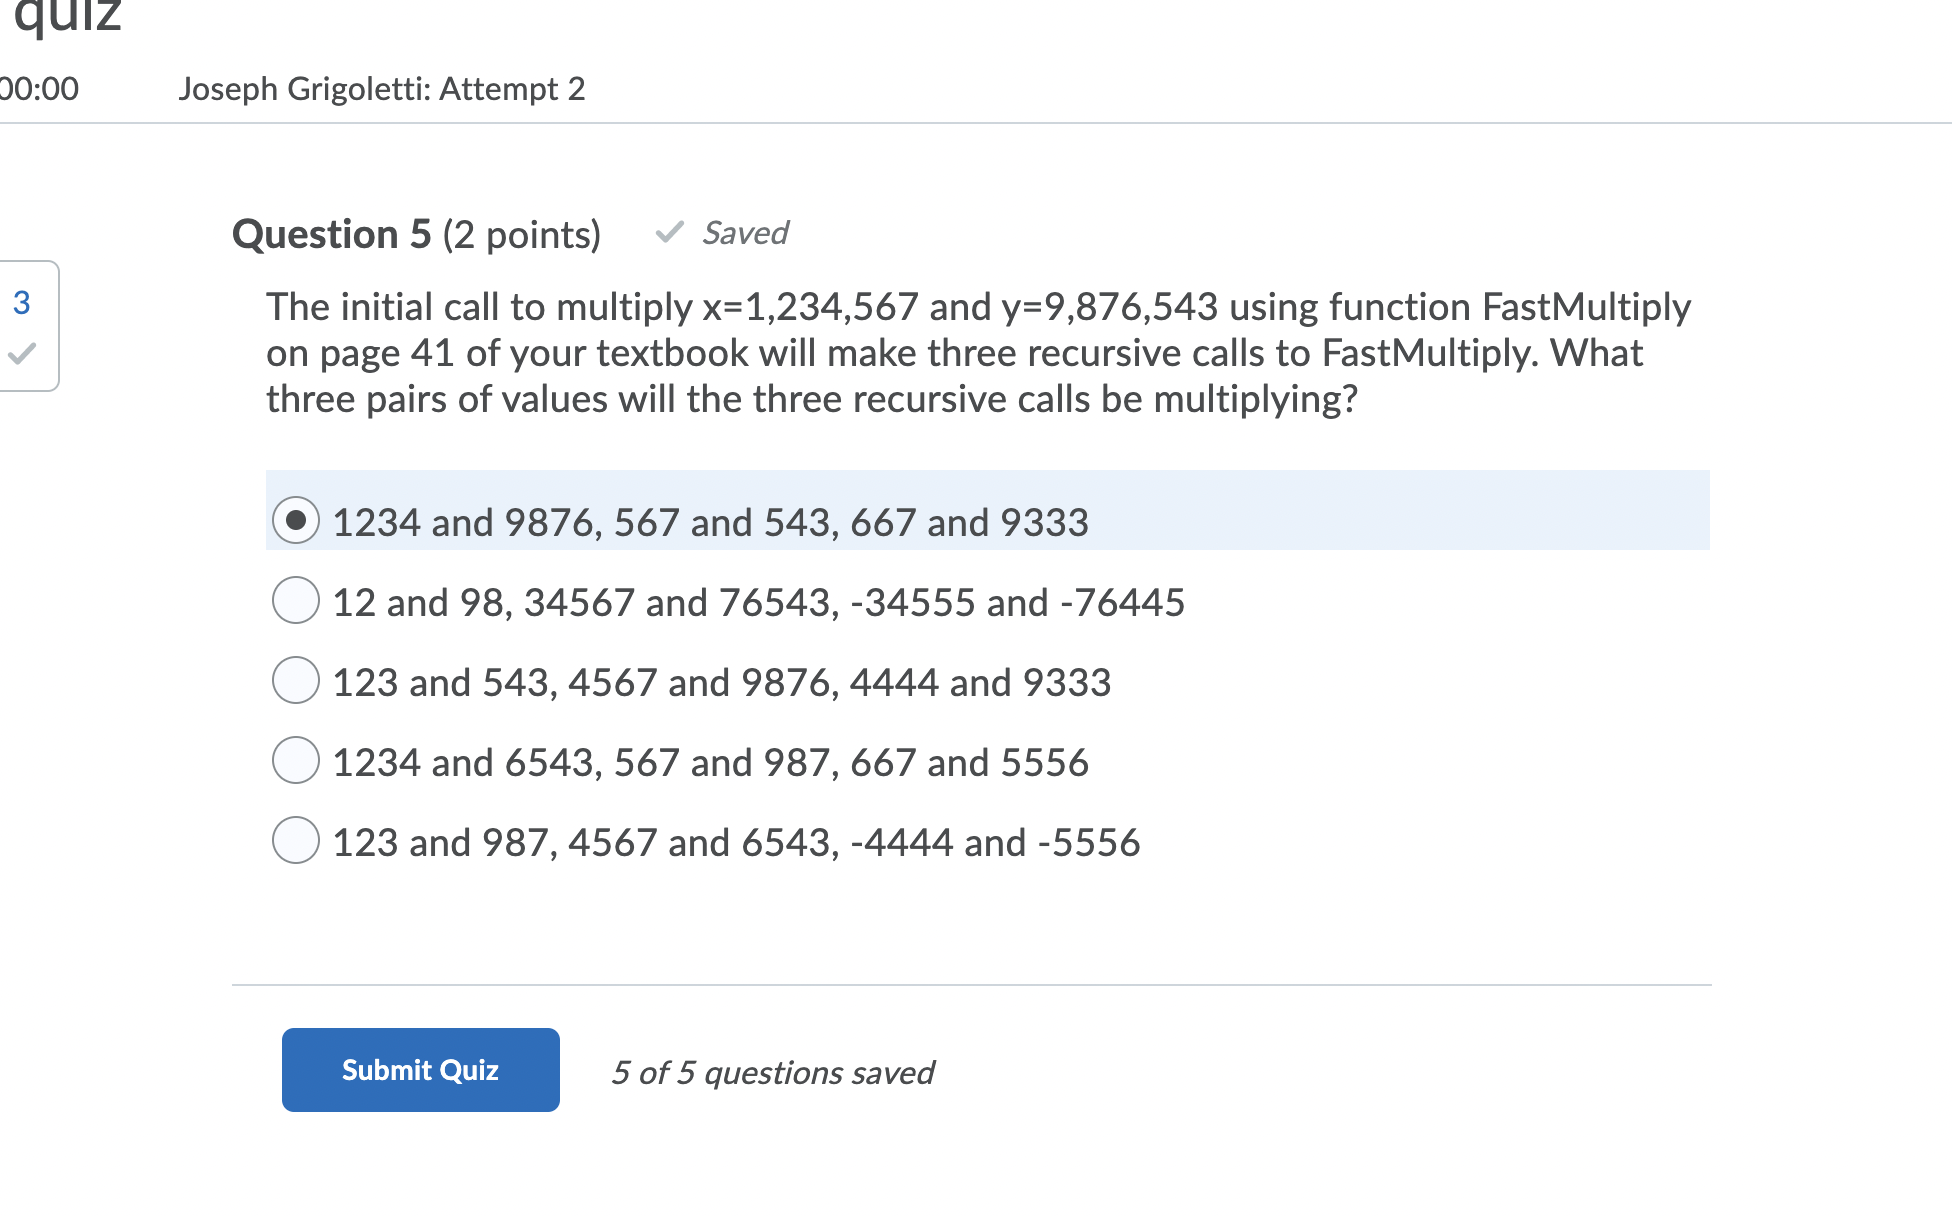 quiz
00:00 Joseph Grigoletti: Attempt 2
Question 5 (2 points) Saved
3
The initial call to multiply x=1,234,567 and y=9,876,543 using function FastMultiply
on page 41 of your textbook will make three recursive calls to FastMultiply. What
three pairs of values will the three recursive calls be multiplying?
1234 and 9876, 567 and 543, 667 and 9333
12 and 98, 34567 and 76543, -34555 and -76445
123 and 543, 4567 and 9876, 4444 and 9333
1234 and 6543, 567 and 987, 667 and 5556
123 and 987, 4567 and 6543, -4444 and -5556
Submit Quiz 5 of 5 questions saved